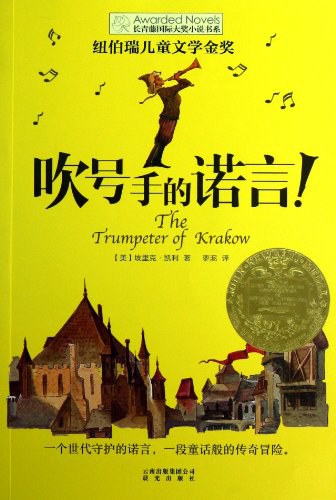 Awarded Novels
长青藤国际大奖小说书系
纽伯瑞儿童文学金奖
吹号手的诺言!
The
Trumpeter of Krakow
[美]埃里克·凯利 著 廖嘉 译
一个世代守护的诺言,一段童话般的传奇冒险。
云南出版集团公司
晨光出版社